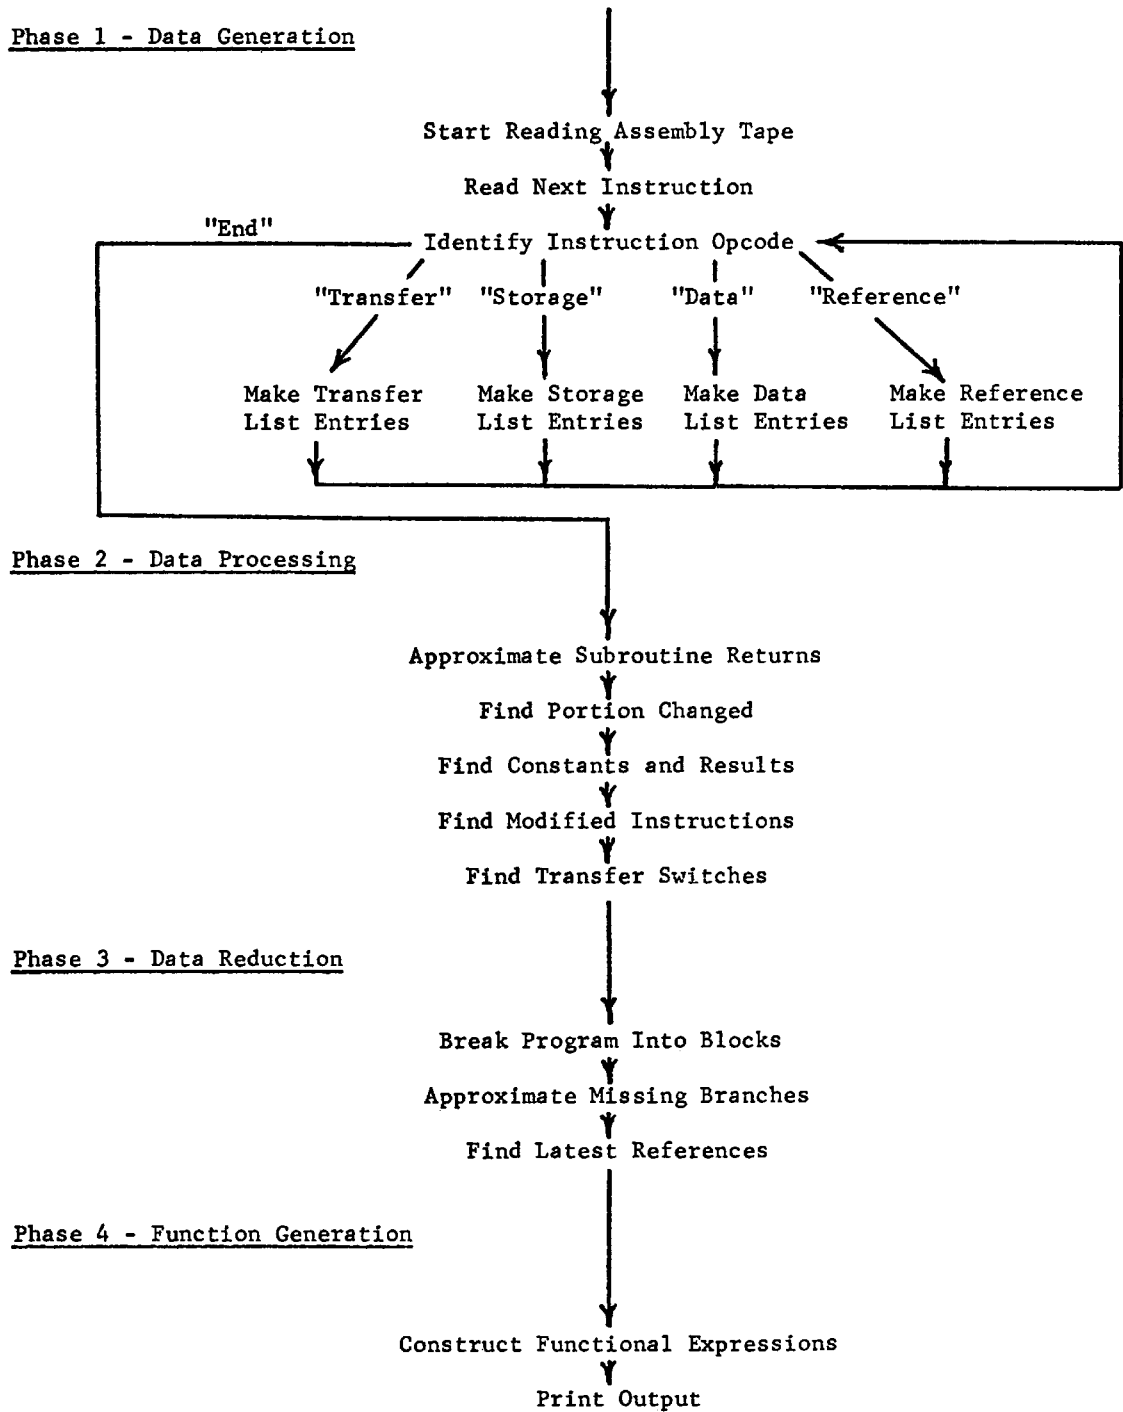 Phase 1 - Data Generation
Start Reading Assembly Tape
Read Next Instruction
"End"
Identify Instruction Opcode
"Transfer" "Storage" "Data" "Reference"
Make Transfer Make Storage Make Data Make Reference
List Entries List Entries List Entries List Entries
Phase 2 - Data Processing
Approximate Subroutine Returns
Find Portion Changed
Find Constants and Results
Find Modified Instructions
Find Transfer Switches
Phase 3 - Data Reduction
Break Program Into Blocks
Approximate Missing Branches
Find Latest References
Phase 4 - Function Generation
Construct Functional Expressions
Print Output